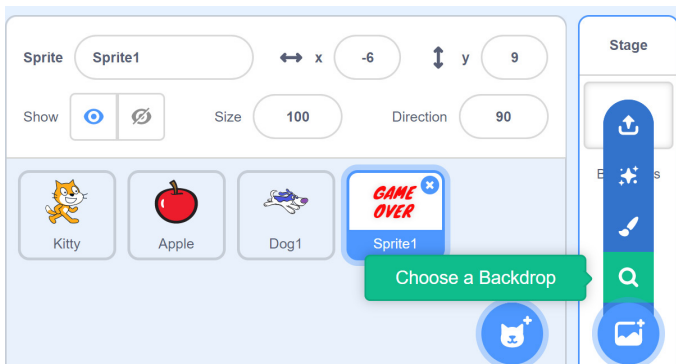 Sprite Sprite1 x -6 y 9
Stage
Show Size 100 Direction 90
GAME
OVER
Kitty Apple Dog1 Sprite1
Choose a Backdrop